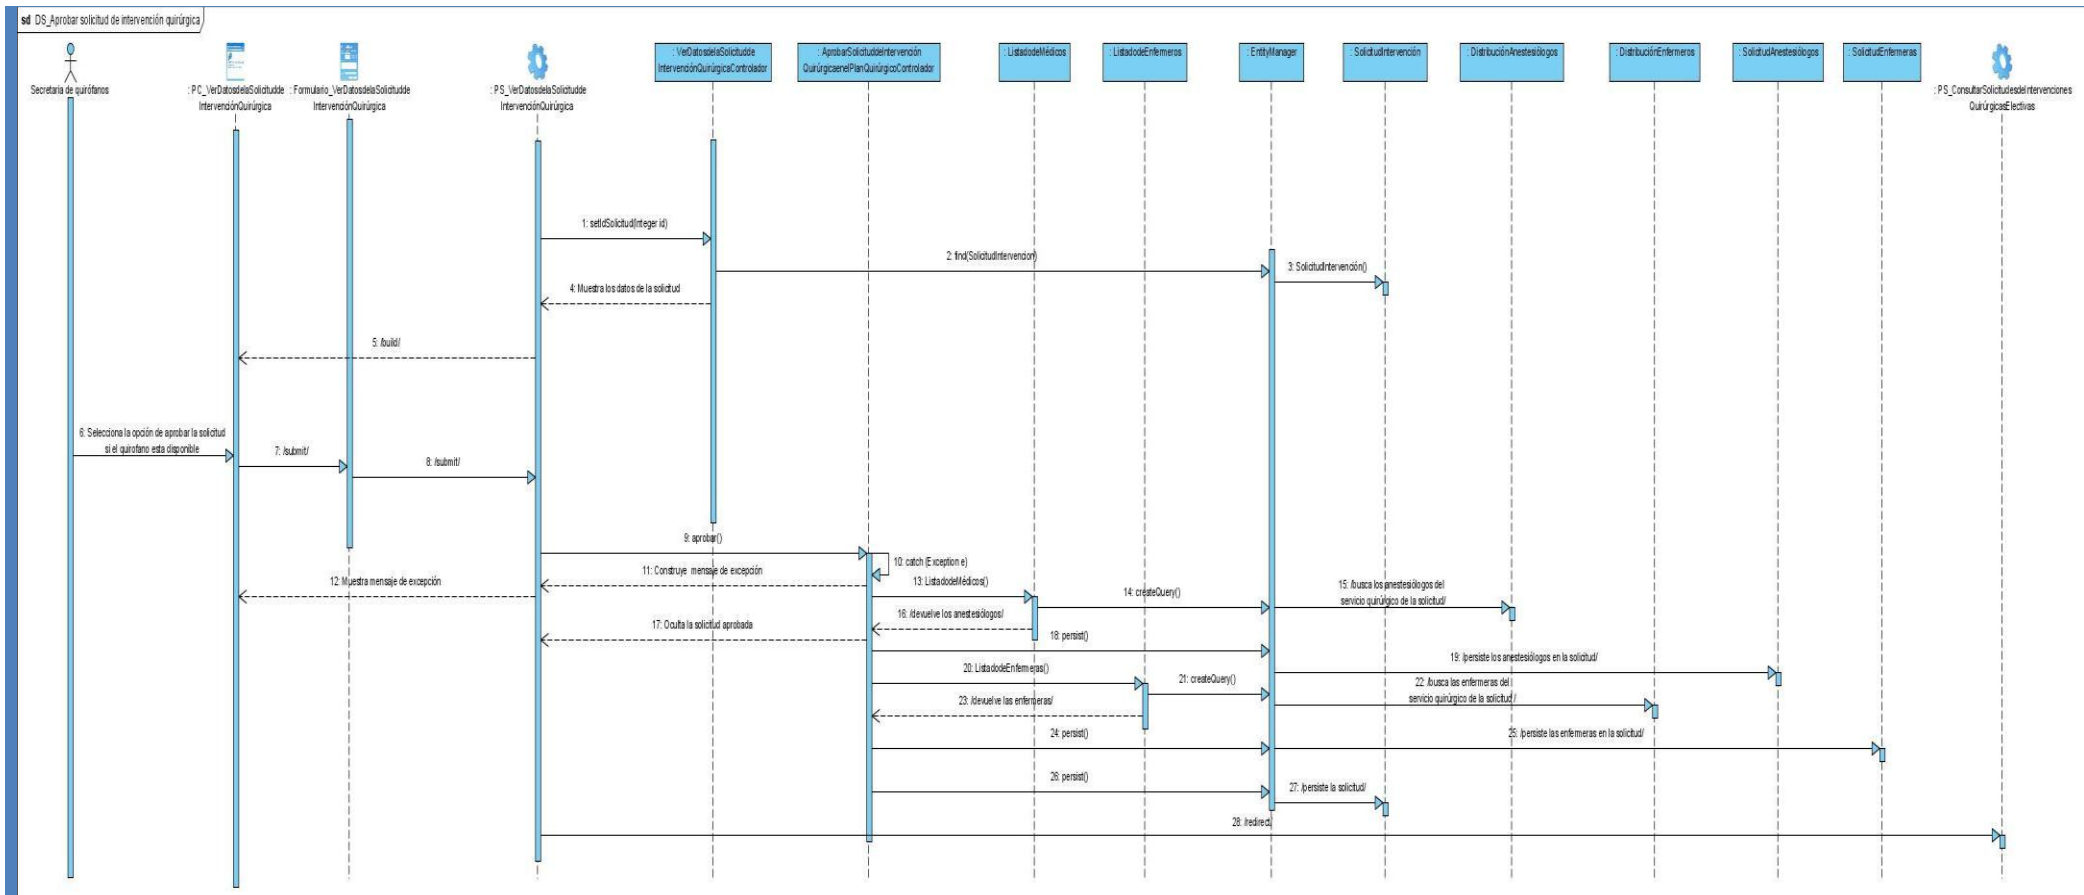 sd DS_Aprobar solicitud de intervención quirúrgica
Secretaria de quirófanos
: PC_VerDatosdelaSolicitudde
IntervenciónQuirúrgica
: Formulario_VerDatosdelaSolicitudde
IntervenciónQuirúrgica
: PS_VerDatosdelaSolicitudde
IntervenciónQuirúrgica
: VerDatosdelaSolicitudde
IntervenciónQuirúrgicaControlador
: AprobarSolicituddeIntervención
QuirúrgicaenelPlanQuirúrgicoControlador
: ListadodeMédicos
: ListadodeEnfermeros
: EntityManager
: SolicitudIntervención
: DistribuciónAnestesiólogos
: DistribuciónEnfermeros
: SolicitudAnestesiólogos
: SolicitudEnfermeras
: PS_ConsultarSolicitudesdeIntervenciones
QuirúrgicasElectivas
1: setIdSolicitud(Integer id)
2: find(SolicitudIntervencion)
3: SolicitudIntervención()
4: Muestra los datos de la solicitud
5: /build/
6: Selecciona la opción de aprobar la solicitud
si el quirofano esta disponible
7: /submit/
8: /submit/
9: aprobar()
10: catch (Exception e)
11: Construye mensaje de excepción
12: Muestra mensaje de excepción
13: ListadodeMédicos()
14: createQuery()
15: /busca los anestesiólogos del
servicio quirúrgico de la solicitud/
16: /devuelve los anestesiólogos/
17: Oculta la solicitud aprobada
18: persist()
19: /persiste los anestesiólogos en la solicitud/
20: ListadodeEnfermeras()
21: createQuery()
22: /busca las enfermeras del
servicio quirúrgico de la solicitud /
23: /devuelve las enfermeras/
24: persist()
25: /persiste las enfermeras en la solicitud/
26: persist()
27: /persiste la solicitud/
28: /redirect/